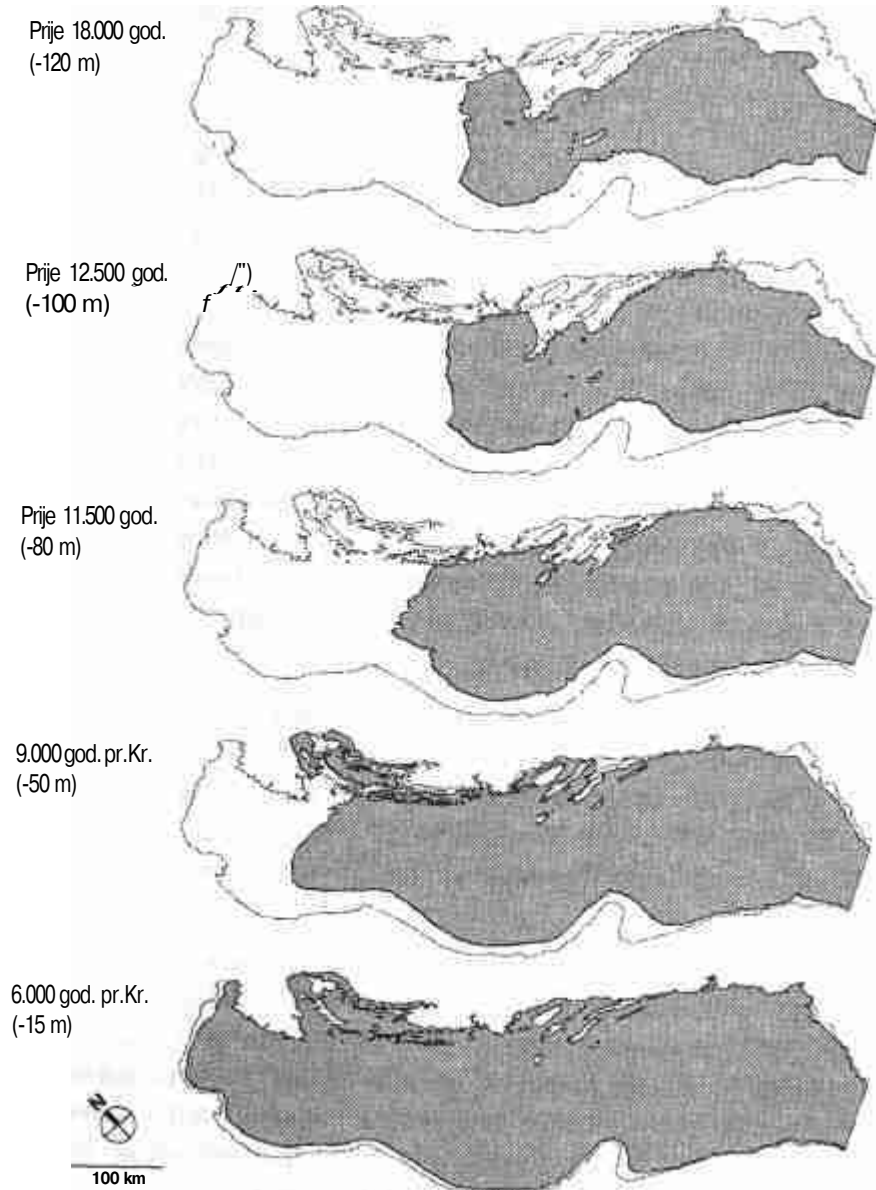 Prije 18.000 god.
(-120 m)
Prije 12.500 god.
(-100 m)
Prije 11.500 god.
(-80 m)
9.000 god. pr.Kr.
(-50 m)
6.000 god. pr.Kr.
(-15 m)
N
100 km